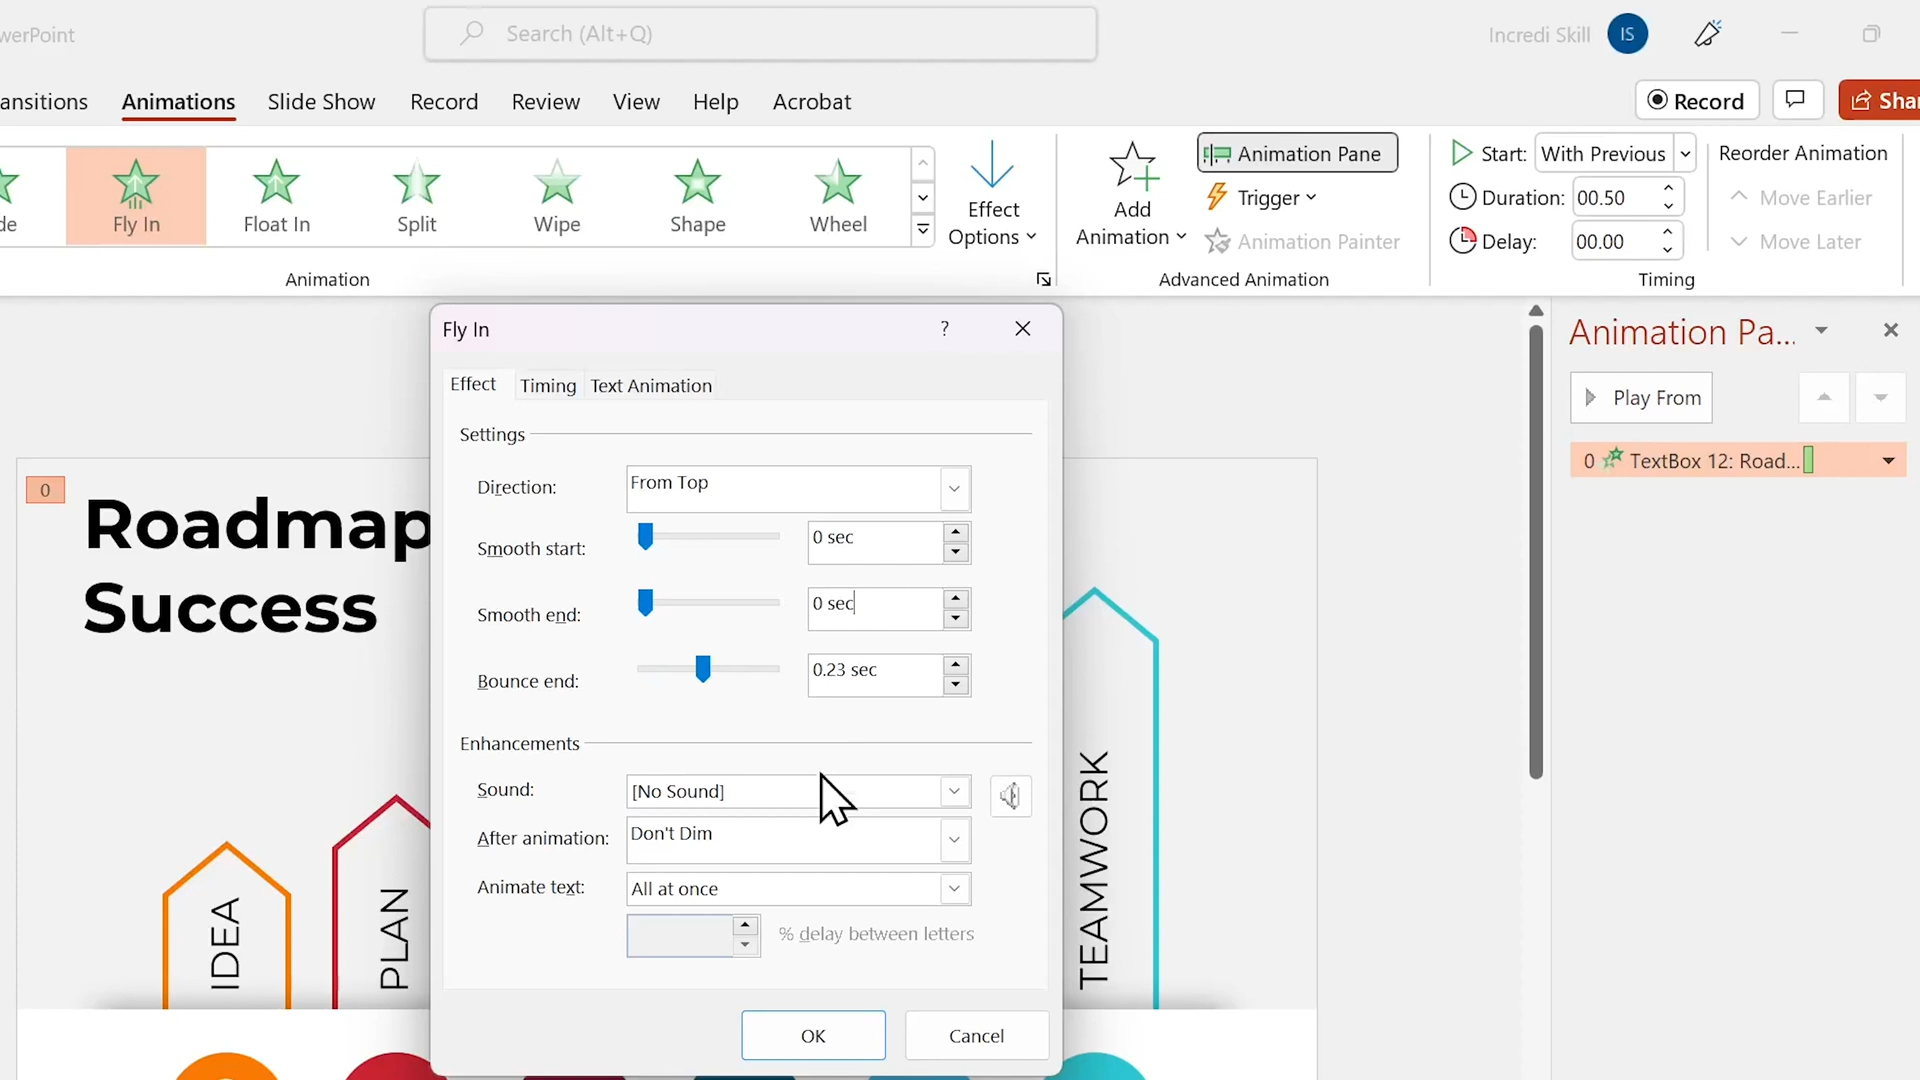 werPoint
Search (Alt+Q)
Incredi Skill
IS
ansitions
Animations
Slide Show
Record
Review
View
Help
Acrobat
Record
Shar
de
Fly In
Float In
Split
Wipe
Shape
Wheel
Effect
Options
Add
Animation
Animation Pane
Trigger
Animation Painter
Start: With Previous
Duration: 00.50
Delay: 00.00
Reorder Animation
Move Earlier
Move Later
Animation
Advanced Animation
Timing
Fly In
?
Effect
Timing
Text Animation
Settings
Direction: From Top
Smooth start: 0 sec
Smooth end: 0 sec
Bounce end: 0.23 sec
Enhancements
Sound: [No Sound]
After animation: Don't Dim
Animate text: All at once
% delay between letters
OK
Cancel
Animation Pa...
Play From
0 TextBox 12: Road...
0
Roadmap
Success
IDEA
PLAN
TEAMWORK